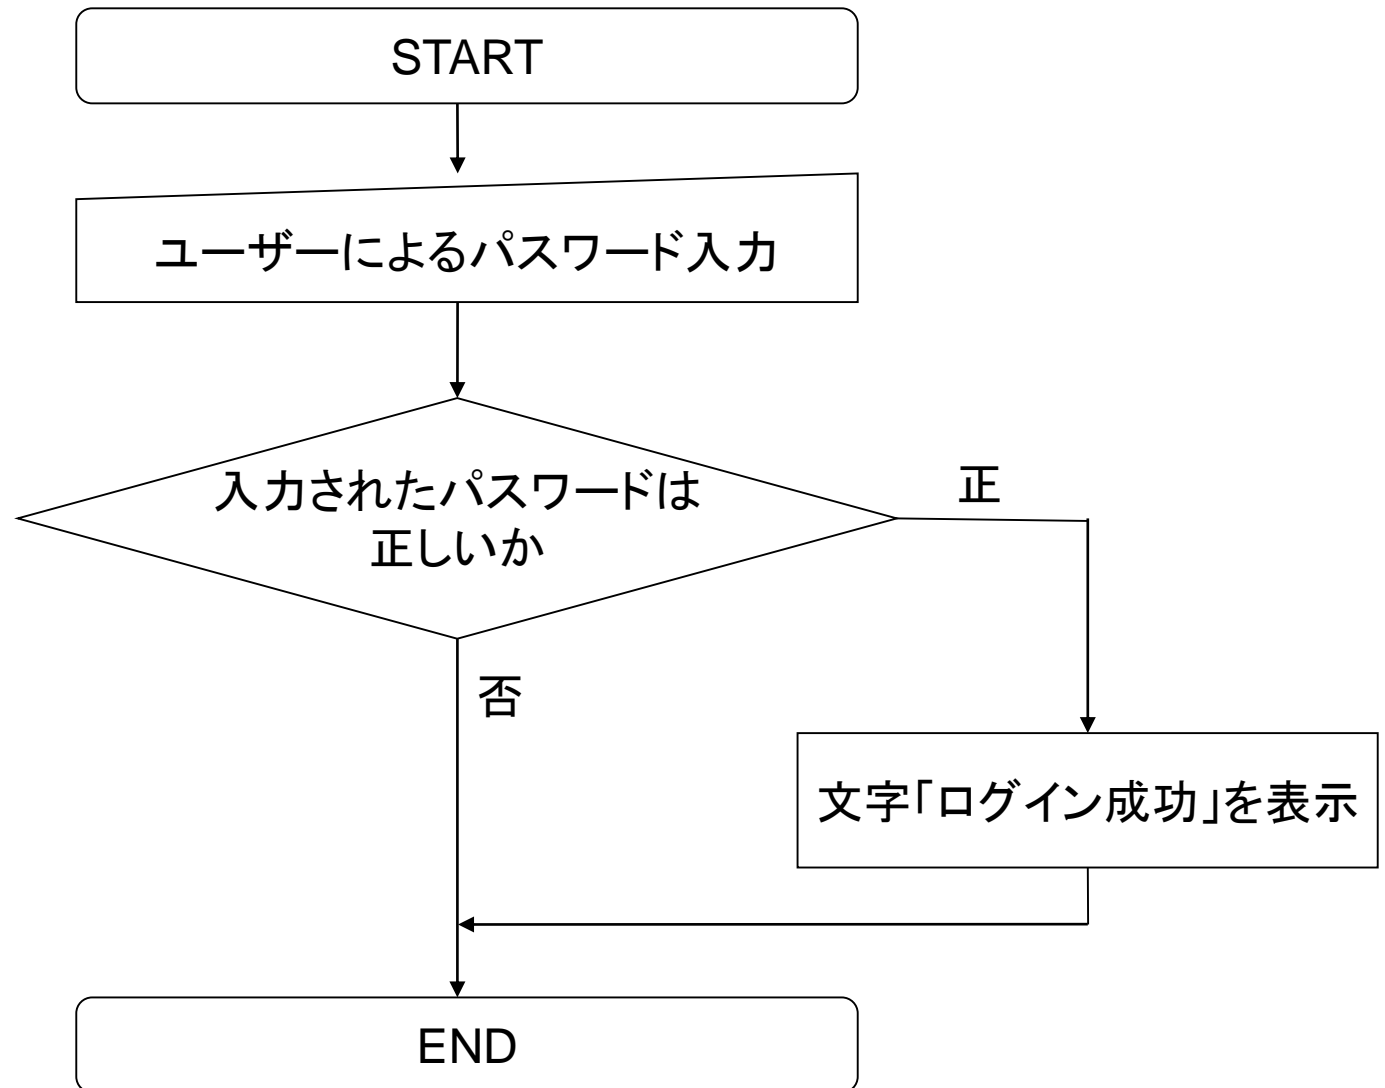 START
ユーザーによるパスワード入力
入力されたパスワードは
正しいか
正
否
文字「ログイン成功」を表示
END